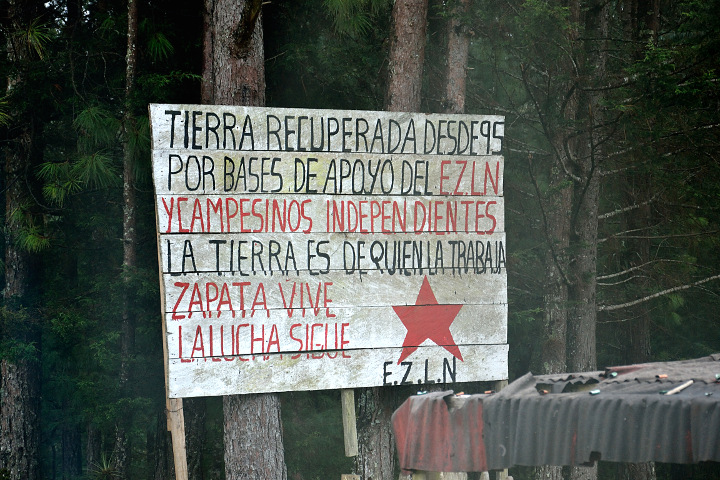 TIERRA RECUPERADA DESDE 95
POR BASES DE APOYO DEL E.Z.LN
Y CAMPESINOS INDEPENDIENTES
LA TIERRA ES DE QUIEN LA TRABAJA
ZAPATA VIVE
LA LUCHA SIGUE
E.Z.L.N